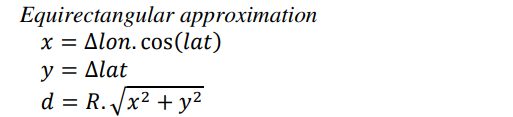 Equirectangular approximation
x = Δlon. cos(lat)
y = Δlat
d = R. √x² + y²